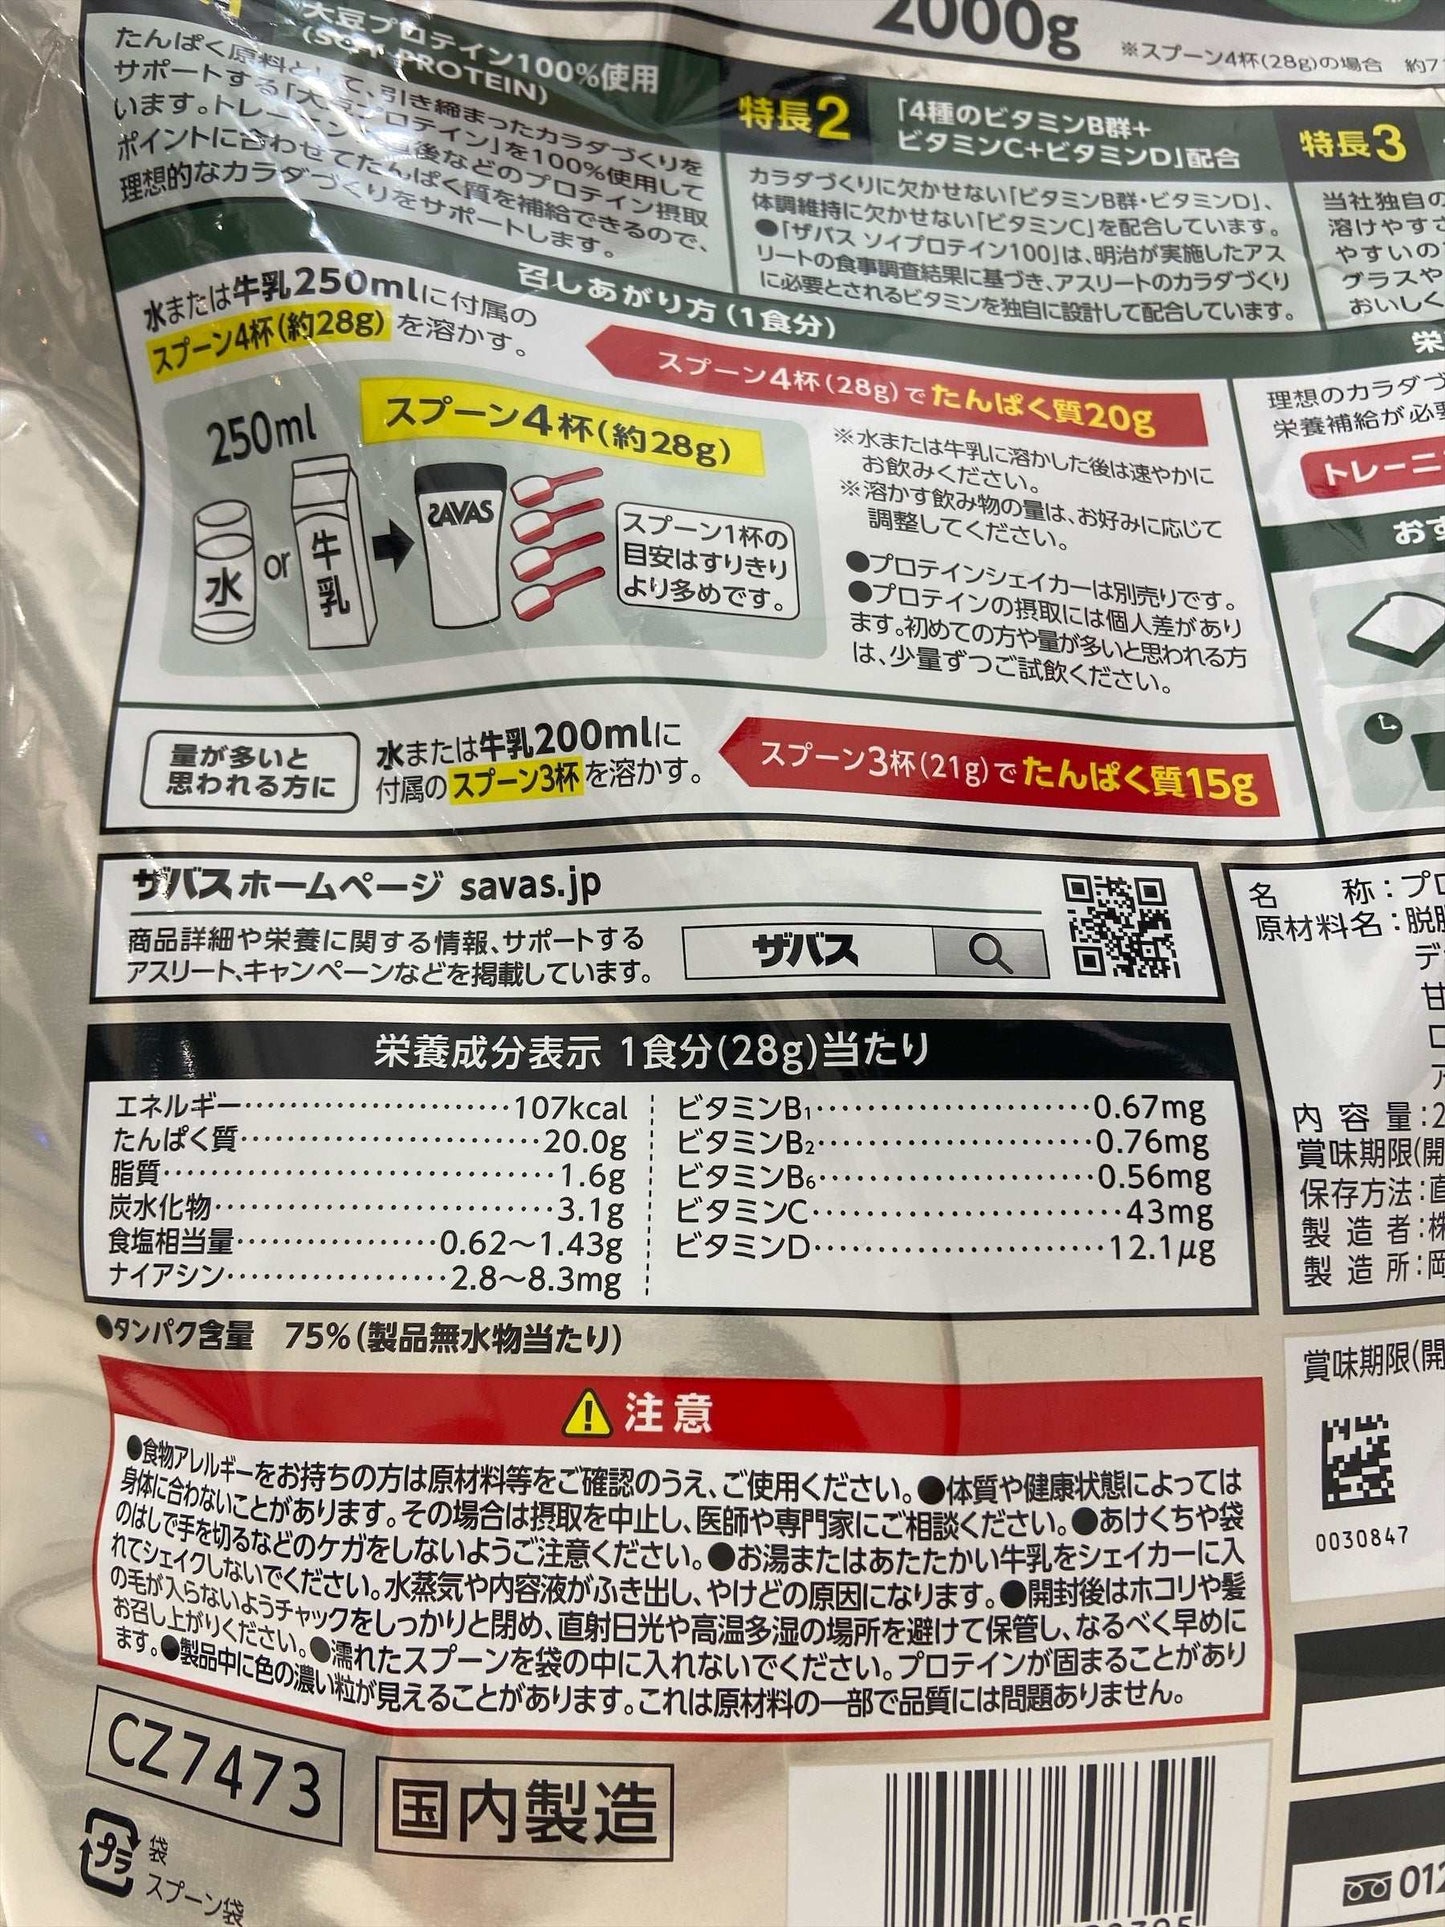 2000g
※スプーン4杯(28g)の場合 約7
大豆プロテイン100%使用
(SOY PROTEIN)
たんぱく原料として、引き締まったカラダづくりを
サポートする「大豆プロテイン」を100%使用して
います。トレーニング直後などのプロテイン摂取
ポイントに合わせてたんぱく質を補給できるので、
理想的なカラダづくりをサポートします。
特長2
「4種のビタミンB群+
ビタミンC+ビタミンD」配合
カラダづくりに欠かせない「ビタミンB群・ビタミンD」、
体調維持に欠かせない「ビタミンC」を配合しています。
●「ザバス ソイプロテイン100」は、明治が実施したアス
リートの食事調査結果に基づき、アスリートのカラダづくり
に必要とされるビタミンを独自に設計して配合しています。
特長3
当社独自の
溶けやすさ
やすいの
グラスや
おいしく
召しあがり方(1食分)
水または牛乳250mlに付属の
スプーン4杯(約28g)を溶かす。
スプーン4杯(28g)でたんぱく質20g
250ml
スプーン4杯(約28g)
水
or
牛乳
SAVAS
スプーン1杯の
目安はすりきり
より多めです。
※水または牛乳に溶かした後は速やかに
お飲みください。
※溶かす飲み物の量は、お好みに応じて
調整してください。
●プロテインシェイカーは別売りです。
●プロテインの摂取には個人差があり
ます。初めての方や量が多いと思われる方
は、少量ずつご試飲ください。
量が多いと
思われる方に
水または牛乳200mlに
付属のスプーン3杯を溶かす。
スプーン3杯(21g)でたんぱく質15g
栄
理想のカラダづ
栄養補給が必要
トレーニ
おす
ザバスホームページ savas.jp
商品詳細や栄養に関する情報、サポートする
アスリート、キャンペーンなどを掲載しています。
ザバス
栄養成分表示 1食分(28g)当たり
エネルギー…………………………107kcal
たんぱく質…………………………20.0g
脂質…………………………1.6g
炭水化物…………………………3.1g
食塩相当量………………0.62〜1.43g
ナイアシン………………2.8〜8.3mg
ビタミンB1…………………………0.67mg
ビタミンB2…………………………0.76mg
ビタミンB6…………………………0.56mg
ビタミンC…………………………43mg
ビタミンD…………………………12.1μg
●タンパク含量 75%(製品無水物当たり)
名 称:プロ
原材料名:脱脂
デ
甘
ロ
内 容 量:2
賞味期限(開
保存方法:直
製 造 者:株
製 造 所:岡
賞味期限(開
0030847
注意
●食物アレルギーをお持ちの方は原材料等をご確認のうえ、ご使用ください。●体質や健康状態によっては
身体に合わないことがあります。その場合は摂取を中止し、医師や専門家にご相談ください。●あけくちや袋
のはしで手を切るなどのケガをしないようご注意ください。●お湯またはあたたかい牛乳をシェイカーに入
れてシェイクしないでください。水蒸気や内容液がふき出し、やけどの原因になります。●開封後はホコリや髪
の毛が入らないようチャックをしっかりと閉め、直射日光や高温多湿の場所を避けて保管し、なるべく早めに
お召し上がりください。●濡れたスプーンを袋の中に入れないでください。プロテインが固まることがあり
ます。●製品中に色の濃い粒が見えることがあります。これは原材料の一部で品質には問題ありません。
CZ7473
国内製造
プラ
袋
スプーン袋
012